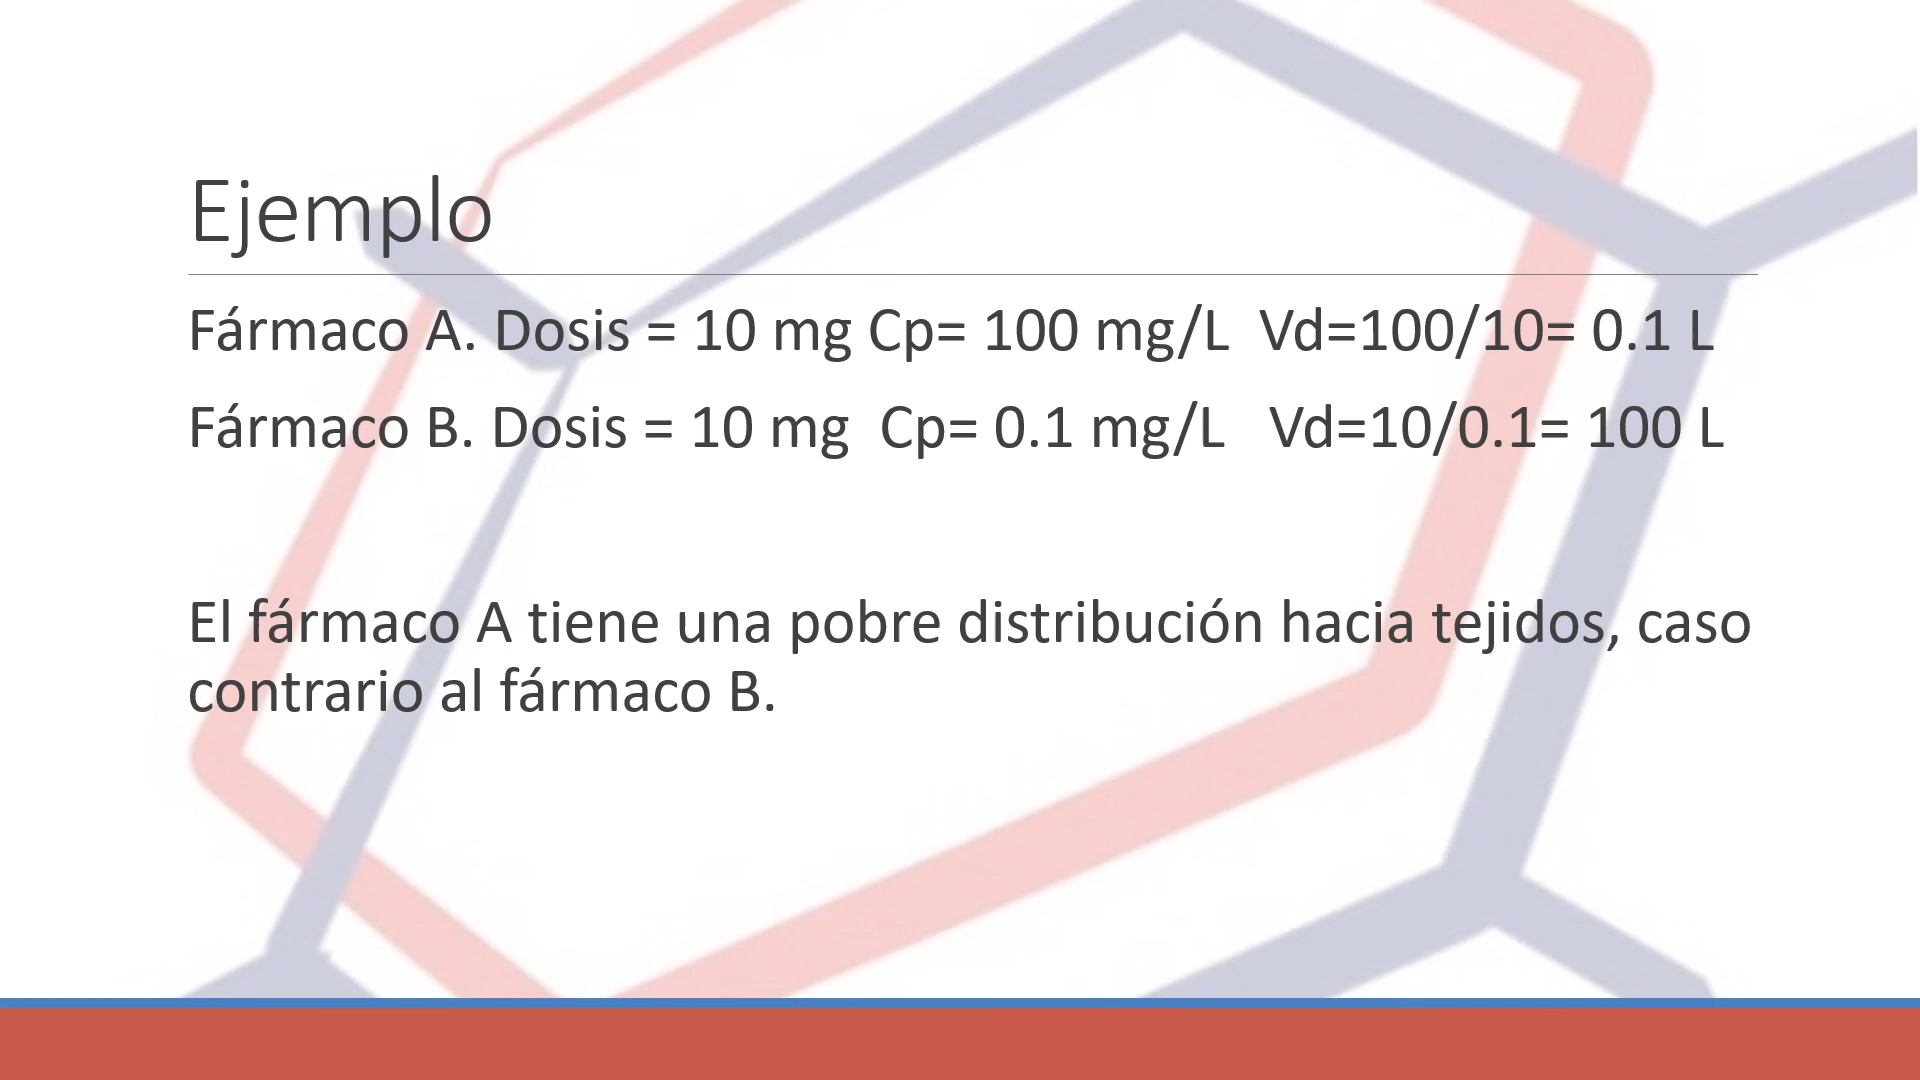 Ejemplo
Fármaco A. Dosis = 10 mg Cp= 100 mg/L  Vd=100/10= 0.1 L
Fármaco B. Dosis = 10 mg  Cp= 0.1 mg/L   Vd=10/0.1= 100 L
El fármaco A tiene una pobre distribución hacia tejidos, caso
contrario al fármaco B.